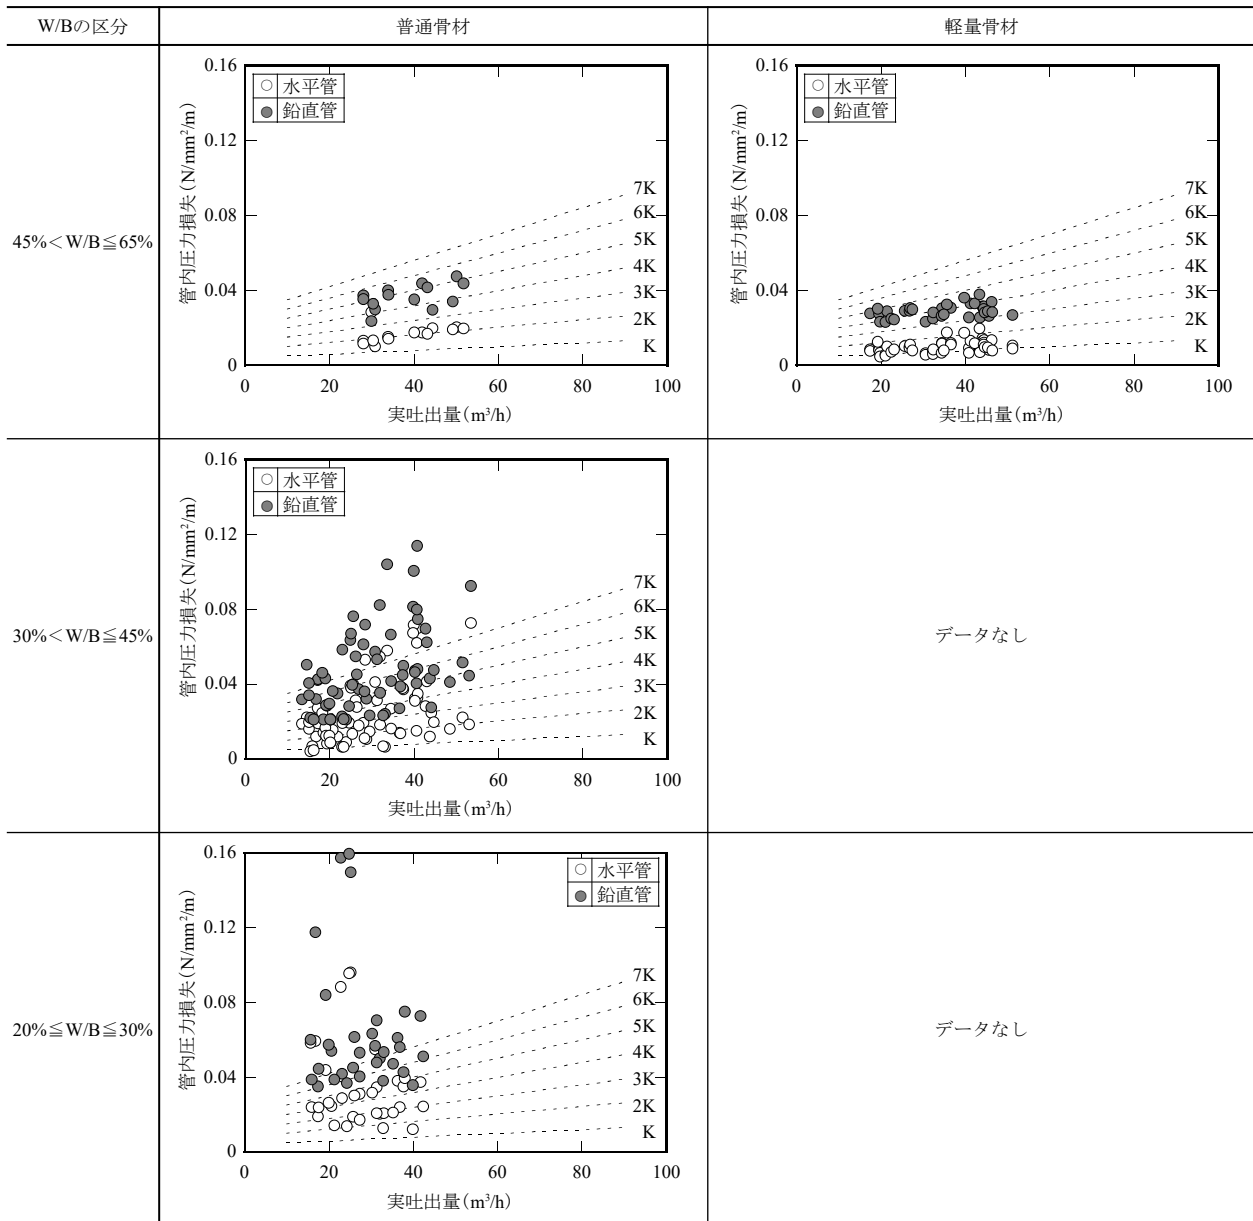 W/Bの区分
普通骨材
軽量骨材
45%<W/B≦65%
管内圧力損失(N/mm²/m)
0.16
0.12
0.08
0.04
0
○ 水平管
● 鉛直管
7K
6K
5K
4K
3K
2K
K
0 20 40 60 80 100
実吐出量(m³/h)
管内圧力損失(N/mm²/m)
0.16
0.12
0.08
0.04
0
○ 水平管
● 鉛直管
7K
6K
5K
4K
3K
2K
K
0 20 40 60 80 100
実吐出量(m³/h)
30%<W/B≦45%
管内圧力損失(N/mm²/m)
0.16
0.12
0.08
0.04
0
○ 水平管
● 鉛直管
7K
6K
5K
4K
3K
2K
K
0 20 40 60 80 100
実吐出量(m³/h)
データなし
20%≦W/B≦30%
管内圧力損失(N/mm²/m)
0.16
0.12
0.08
0.04
0
○ 水平管
● 鉛直管
7K
6K
5K
4K
3K
2K
K
0 20 40 60 80 100
実吐出量(m³/h)
データなし